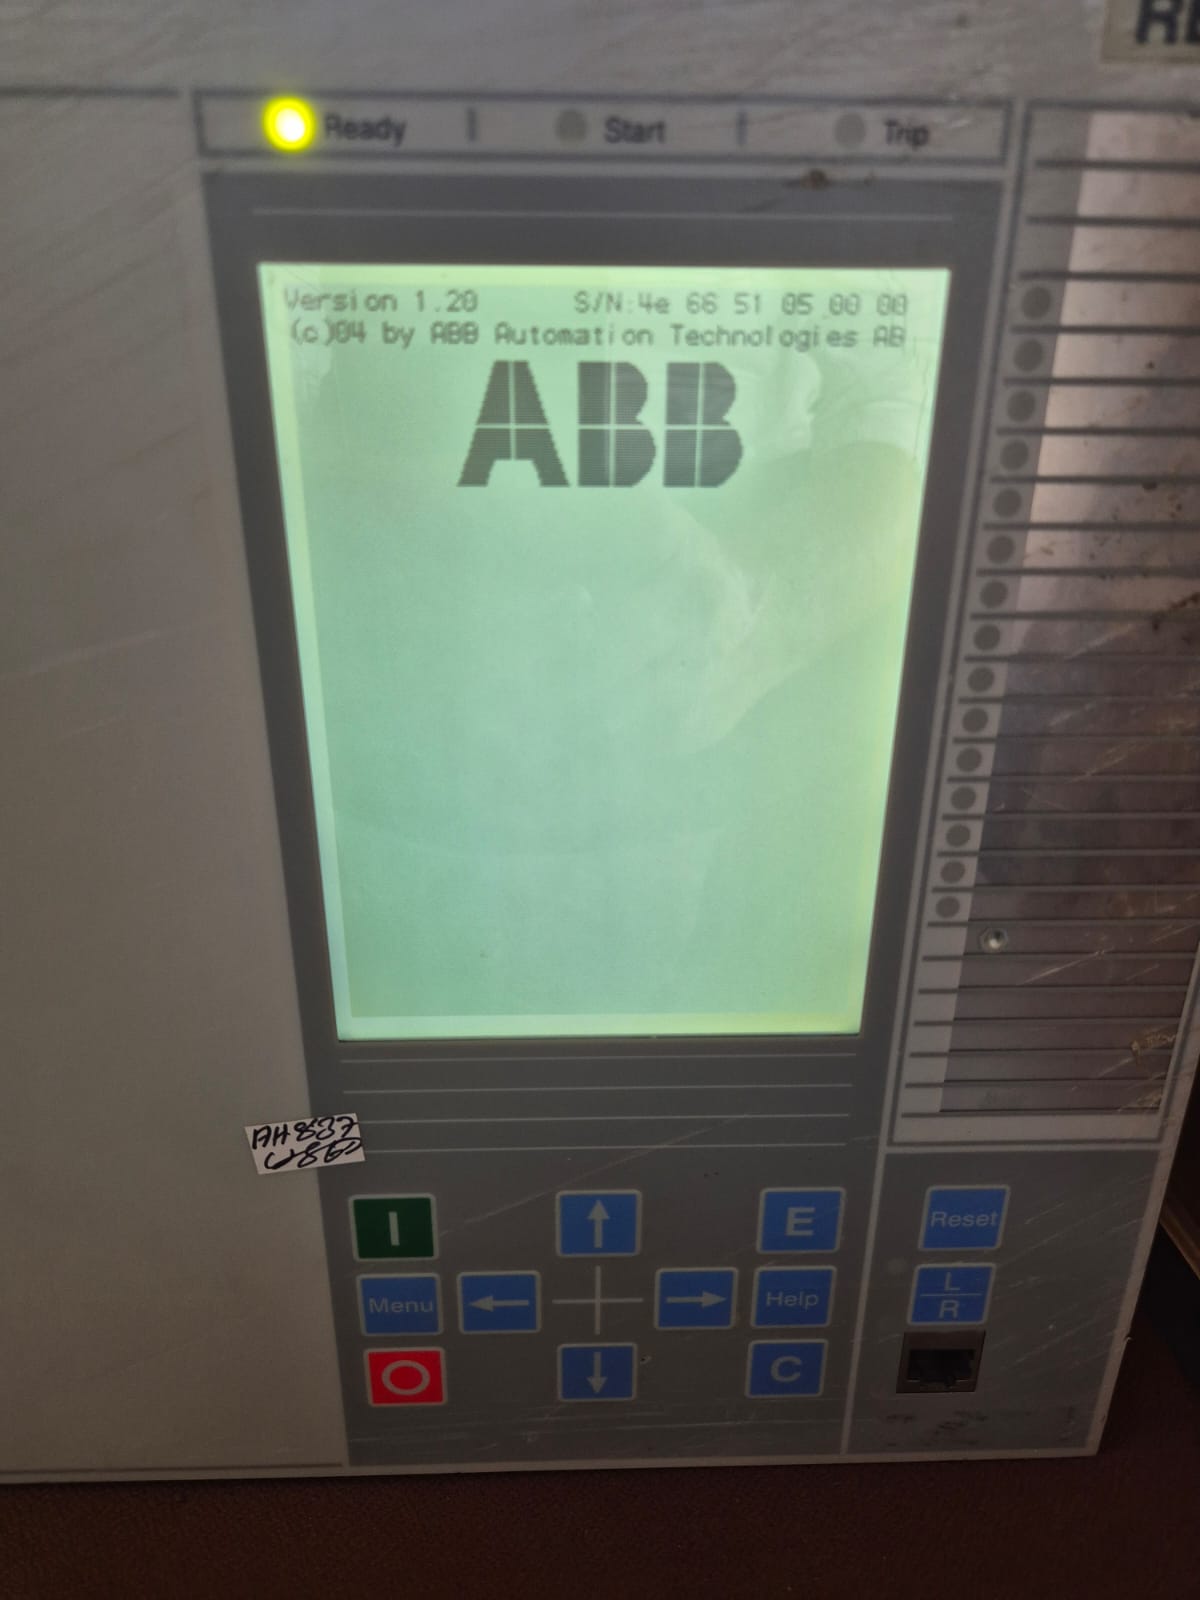 Ready | Start | Trip
Version 1.20 S/N:4e 66 51 05 00 00
(c)04 by ABB Automation Technologies AB
ABB
AH887
I
E
Reset
Menu
Help
L
R
O
C